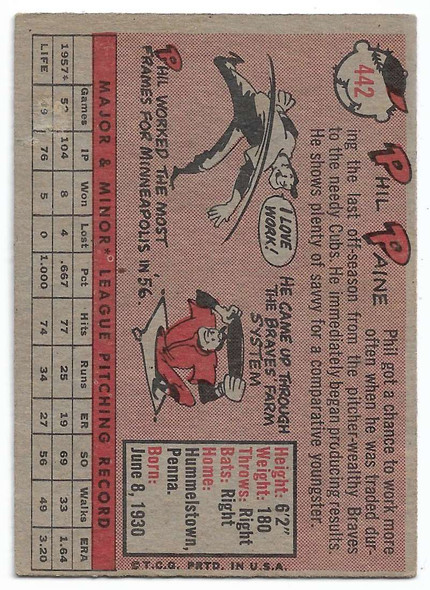 442
PHIL PAINE
Phil got a chance to work more
often when he was traded dur-
ing the last off-season from the pitcher-wealthy Braves
to the needy Cubs. He immediately began producing results.
He shows plenty of savvy for a comparative youngster.
I LOVE
WORK!
PHIL WORKED THE MOST
FRAMES FOR MINNEAPOLIS IN '56.
HE CAME UP THROUGH
THE BRAVES FARM
SYSTEM
Height: 6'2"
Weight: 180
Throws: Right
Bats: Right
Home:
Hummelstown,
Penna.
Born:
June 8, 1930
© T.C.G. PRTD. IN U.S.A.
MAJOR & MINOR* LEAGUE PITCHING RECORD
Games IP Won Lost Pct Hits Runs ER SO Walks ERA
1957* 104 8 4 .667 77 25 19 69 33 1.64
LIFE 76 5 0 1.000 74 34 27 56 49 3.20